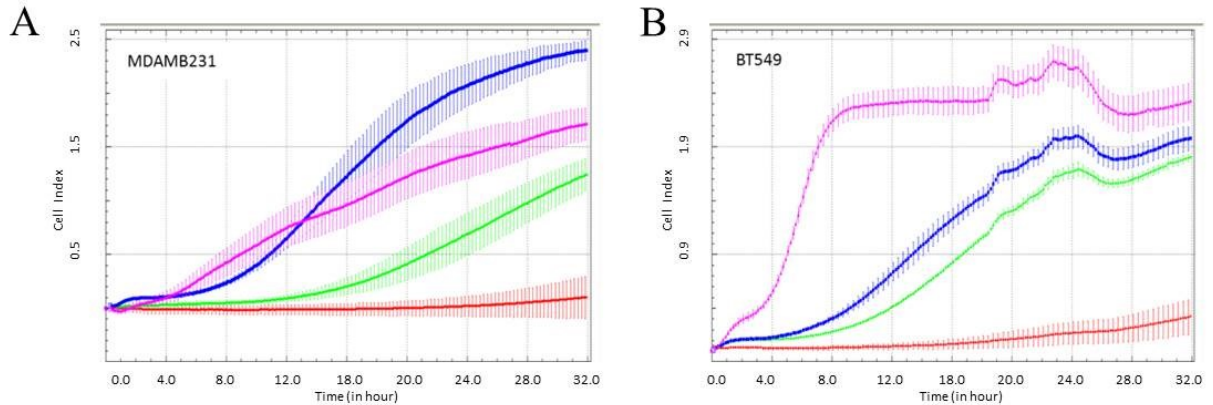 A
MDAMB231
2.5
1.5
0.5
Cell Index
0.0 4.0 8.0 12.0 16.0 20.0 24.0 28.0 32.0
Time (in hour)
B
BT549
2.9
1.9
0.9
Cell Index
0.0 4.0 8.0 12.0 18.0 20.0 24.0 28.0 32.0
Time (in hour)